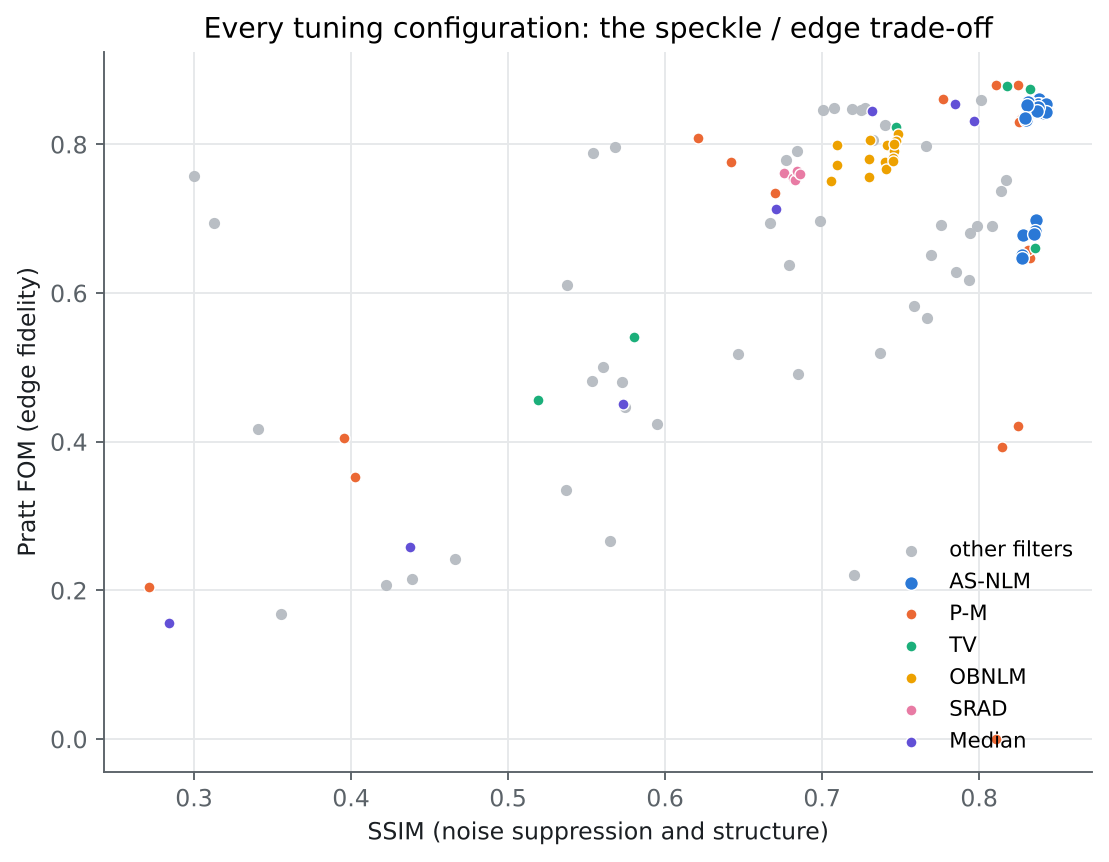 Every tuning configuration: the speckle / edge trade-off
Pratt FOM (edge fidelity)
0.8
0.6
0.4
0.2
0.0
other filters
AS-NLM
P-M
TV
OBNLM
SRAD
Median
0.3 0.4 0.5 0.6 0.7 0.8
SSIM (noise suppression and structure)